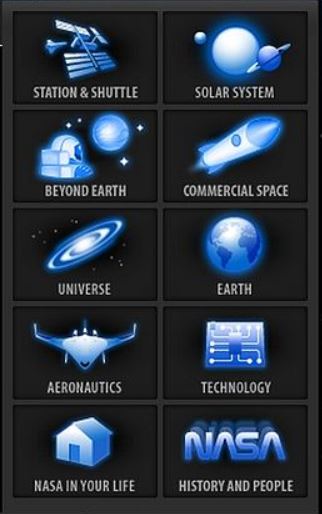 STATION & SHUTTLE
SOLAR SYSTEM
BEYOND EARTH
COMMERCIAL SPACE
UNIVERSE
EARTH
AERONAUTICS
TECHNOLOGY
NASA IN YOUR LIFE
NASA
HISTORY AND PEOPLE